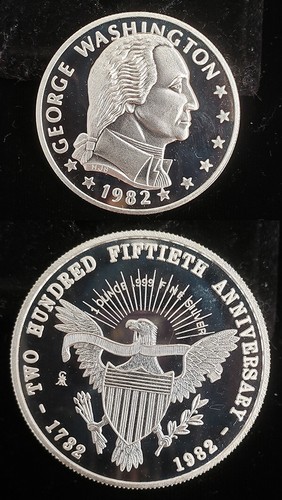 GEORGE WASHINGTON
1982
TWO HUNDRED FIFTIETH ANNIVERSARY
1 OUNCE .999 FINE SILVER
- 1732 - 1982 -